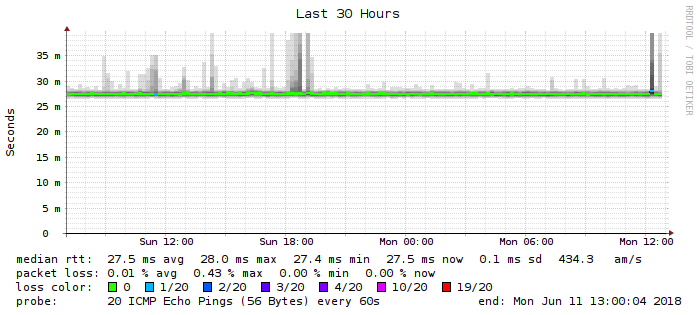 Last 30 Hours
RRDTOOL / TOBI OETIKER
Seconds
35 m
30 m
25 m
20 m
15 m
10 m
5 m
0
Sun 12:00 Sun 18:00 Mon 00:00 Mon 06:00 Mon 12:00
median rtt: 27.5 ms avg 28.0 ms max 27.4 ms min 27.5 ms now 0.1 ms sd 434.3 am/s
packet loss: 0.01 % avg 0.43 % max 0.00 % min 0.00 % now
loss color: 0 1/20 2/20 3/20 4/20 10/20 19/20
probe: 20 ICMP Echo Pings (56 Bytes) every 60s end: Mon Jun 11 13:00:04 2018